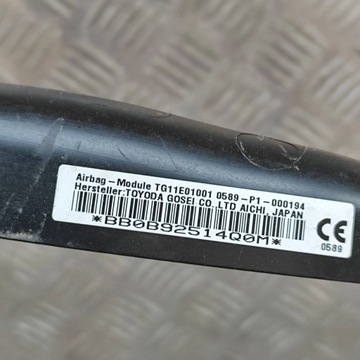 Airbag-Module TG11E01001 0589-P1-000194
Hersteller:TOYODA GOSEI CO.,LTD AICHI, JAPAN
*BB0B92514Q0M*
CE
0589